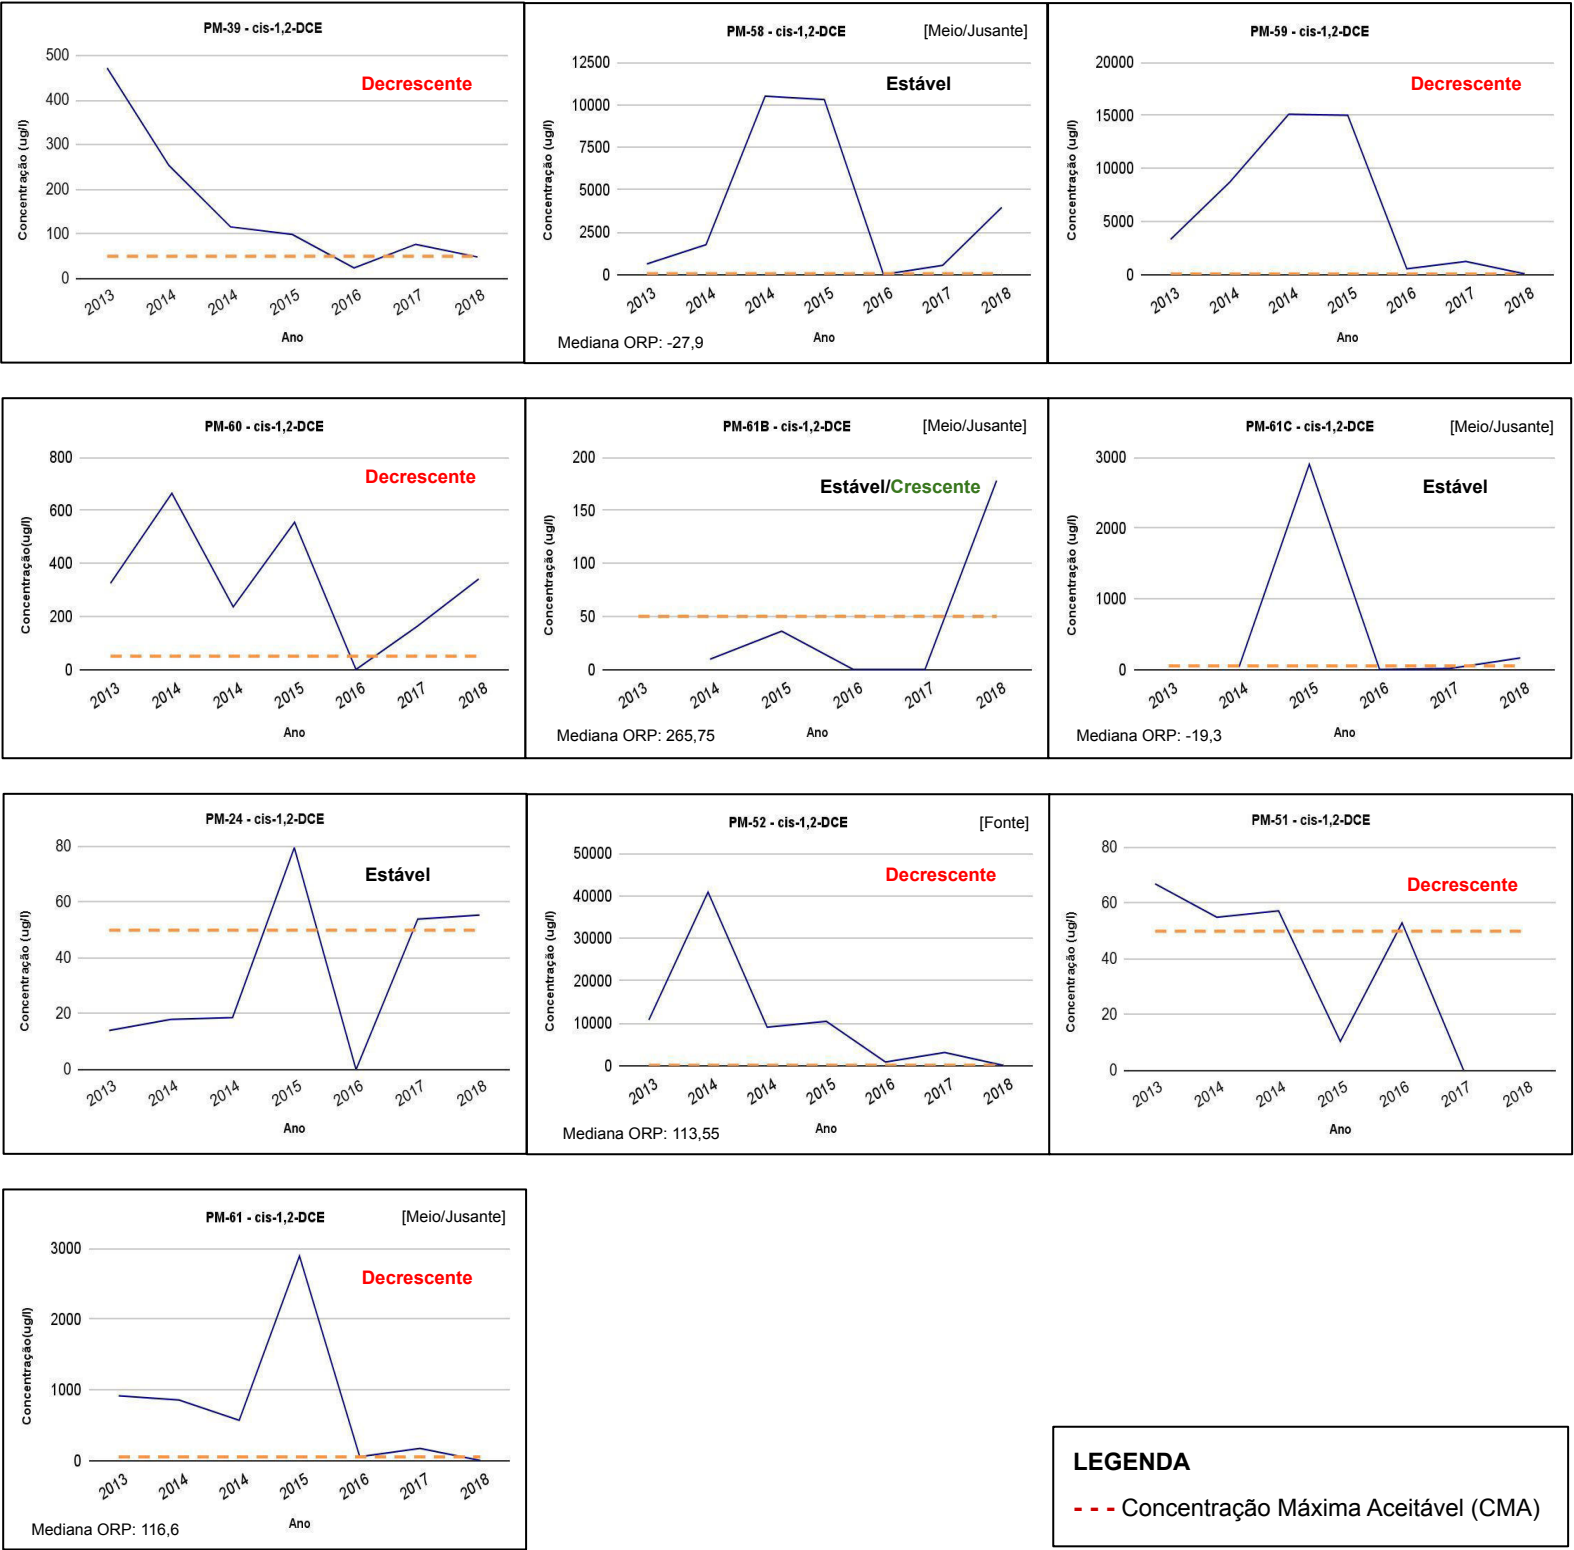 PM-39 - cis-1,2-DCE
Decrescente
Concentração (ug/l)
500
400
300
200
100
0
2013 2014 2014 2015 2016 2017 2018
Ano
PM-58 - cis-1,2-DCE [Meio/Jusante]
Estável
Concentração (ug/l)
12500
10000
7500
5000
2500
0
2013 2014 2014 2015 2016 2017 2018
Ano
Mediana ORP: -27,9
PM-59 - cis-1,2-DCE
Decrescente
Concentração (ug/l)
20000
15000
10000
5000
0
2013 2014 2014 2015 2016 2017 2018
Ano
PM-60 - cis-1,2-DCE
Decrescente
Concentração(ug/l)
800
600
400
200
0
2013 2014 2014 2015 2016 2017 2018
Ano
PM-61B - cis-1,2-DCE [Meio/Jusante]
Estável/Crescente
Concentração (ug/l)
200
150
100
50
0
2013 2014 2015 2016 2017 2018
Mediana ORP: 265,75 Ano
PM-61C - cis-1,2-DCE [Meio/Jusante]
Estável
Concentração (ug/l)
3000
2000
1000
0
2013 2014 2015 2016 2017 2018
Mediana ORP: -19,3 Ano
PM-24 - cis-1,2-DCE
Estável
Concentração (ug/l)
80
60
40
20
0
2013 2014 2014 2015 2016 2017 2018
Ano
PM-52 - cis-1,2-DCE [Fonte]
Decrescente
Concentração (ug/l)
50000
40000
30000
20000
10000
0
2013 2014 2014 2015 2016 2017 2018
Mediana ORP: 113,55 Ano
PM-51 - cis-1,2-DCE
Decrescente
Concentração (ug/l)
80
60
40
20
0
2013 2014 2014 2015 2016 2017 2018
Ano
PM-61 - cis-1,2-DCE [Meio/Jusante]
Decrescente
Concentração(ug/l)
3000
2000
1000
0
2013 2014 2014 2015 2016 2017 2018
Mediana ORP: 116,6 Ano
LEGENDA
- - - Concentração Máxima Aceitável (CMA)